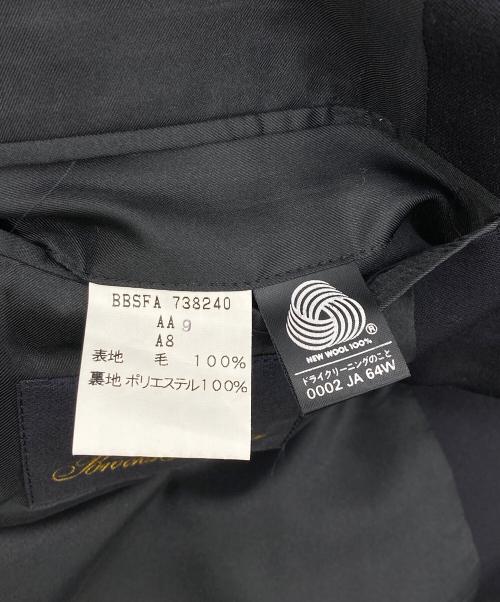 BBSFA 738240
AA 9
A8
表地 毛 100%
裏地 ポリエステル100%
®
NEW WOOL 100%
ドライクリーニングのこと
0002 JA 64W